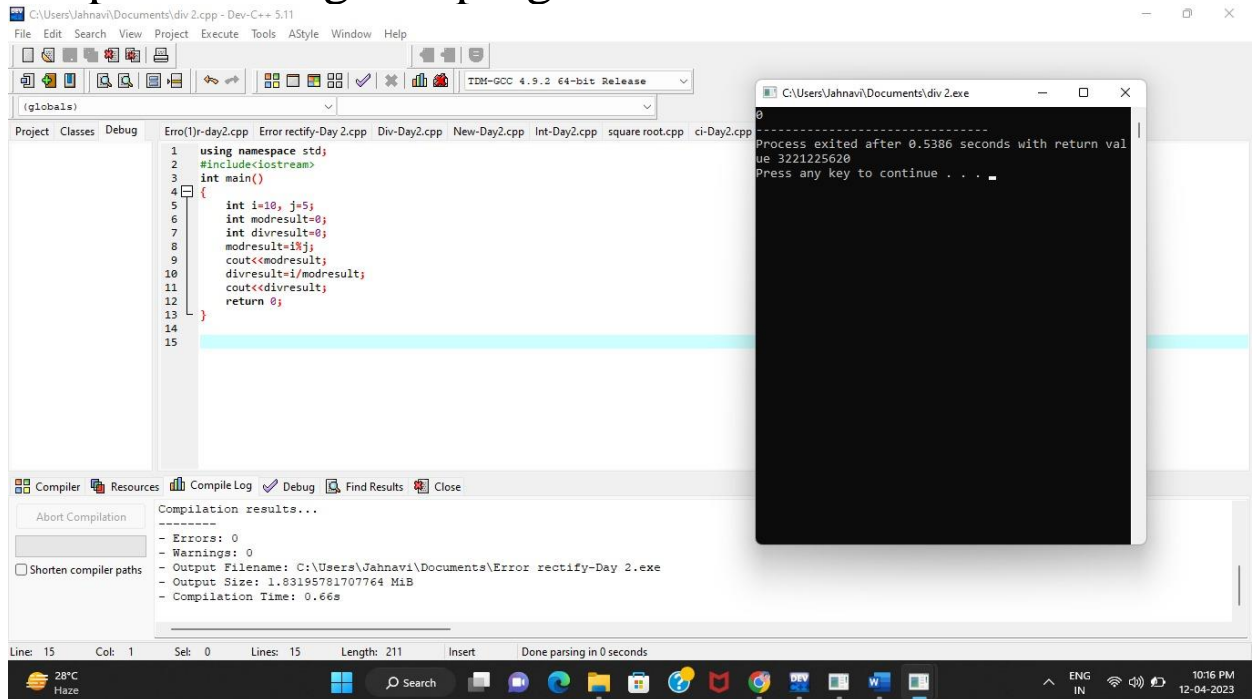 C:\Users\Jahnavi\Documents\div 2.cpp - Dev-C++ 5.11
File Edit Search View Project Execute Tools AStyle Window Help
TDM-GCC 4.9.2 64-bit Release
(globals)
Project Classes Debug
Erro(1)r-day2.cpp Error rectify-Day 2.cpp Div-Day2.cpp New-Day2.cpp Int-Day2.cpp square root.cpp ci-Day2.cpp
1 using namespace std;
2 #include<iostream>
3 int main()
4 {
5 int i=10, j=5;
6 int modresult=0;
7 int divresult=0;
8 modresult=i%j;
9 cout<<modresult;
10 divresult=i/modresult;
11 cout<<divresult;
12 return 0;
13 }
14
15
C:\Users\Jahnavi\Documents\div 2.exe
0
--------------------------------
Process exited after 0.5386 seconds with return val
ue 3221225620
Press any key to continue . . .
Compiler Resources Compile Log Debug Find Results Close
Abort Compilation
Shorten compiler paths
Compilation results...
--------
- Errors: 0
- Warnings: 0
- Output Filename: C:\Users\Jahnavi\Documents\Error rectify-Day 2.exe
- Output Size: 1.83195781707764 MiB
- Compilation Time: 0.66s
Line: 15 Col: 1 Sel: 0 Lines: 15 Length: 211 Insert Done parsing in 0 seconds
28°C
Haze
Search
DEV
ENG
IN
10:16 PM
12-04-2023